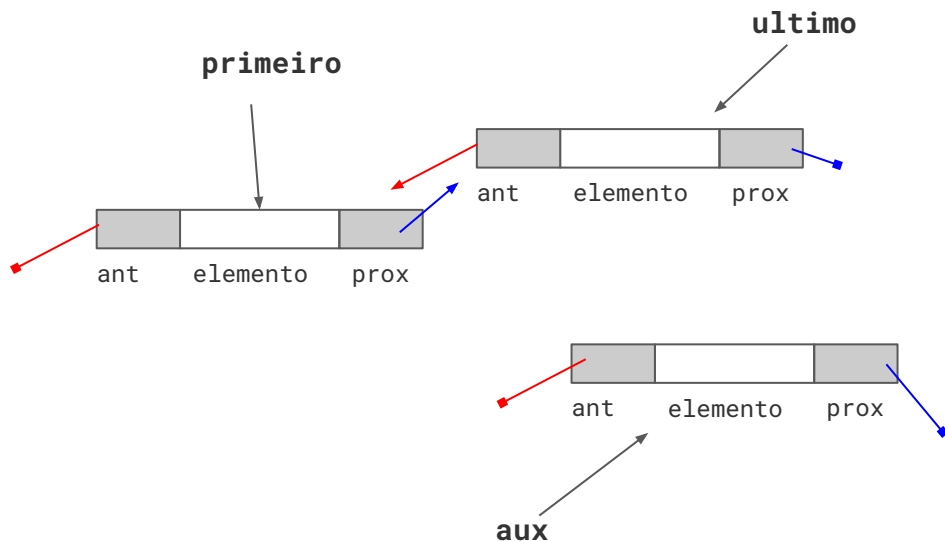 ultimo
primeiro
ant elemento prox
ant elemento prox
ant elemento prox
aux